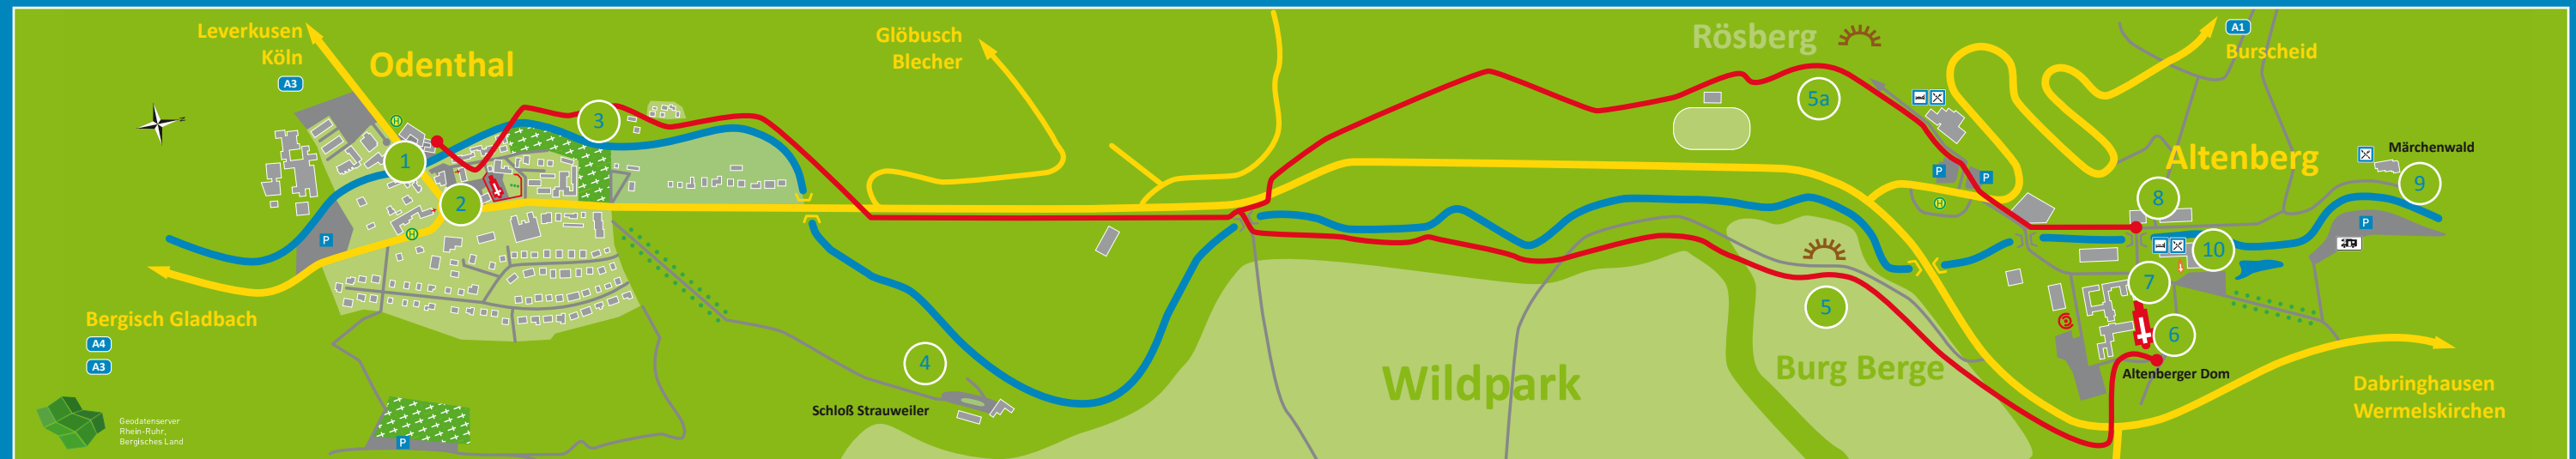 Leverkusen
Köln
A3
Odenthal
Glöbusch
Blecher
Rösberg
A1
Burscheid
H
1
3
5a
P
P
H
Altenberg
Märchenwald
9
8
2
H
P
P
10
7
6
5
4
Bergisch Gladbach
A4
A3
Schloß Strauweiler
Wildpark
Burg Berge
Altenberger Dom
Dabringhausen
Wermelskirchen
P
Geodatenserver
Rhein-Ruhr,
Bergisches Land